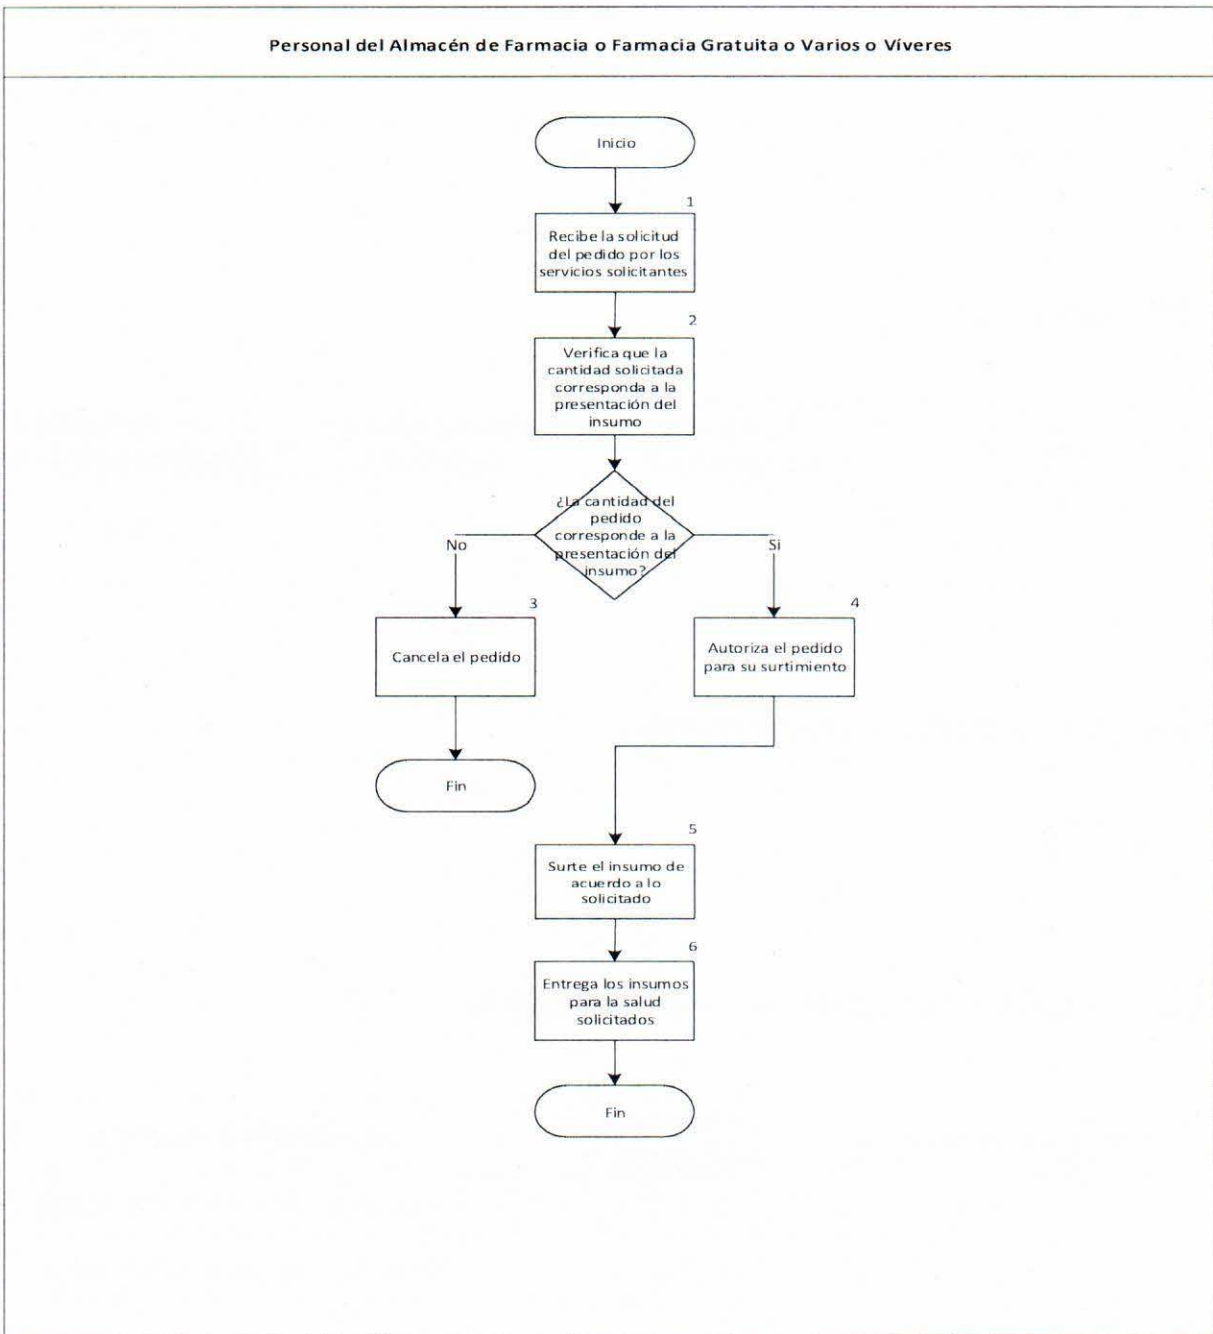 Personal del Almacén de Farmacia o Farmacia Gratuita o Varios o Víveres
Inicio
1
Recibe la solicitud
del pedido por los
servicios solicitantes
2
Verifica que la
cantidad solicitada
corresponda a la
presentación del
insumo
¿La cantidad del
pedido
corresponde a la
presentación del
insumo?
No
Si
3
Cancela el pedido
4
Autoriza el pedido
para su surtimiento
Fin
5
Surte el insumo de
acuerdo a lo
solicitado
6
Entrega los insumos
para la salud
solicitados
Fin